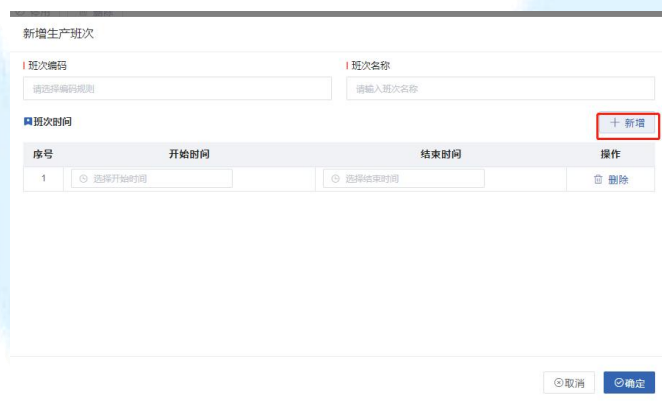 新增生产班次
班次编码
班次名称
请选择编码规则
请输入班次名称
班次时间
新增
序号 开始时间 结束时间 操作
1 选择开始时间 选择结束时间 删除
取消 确定